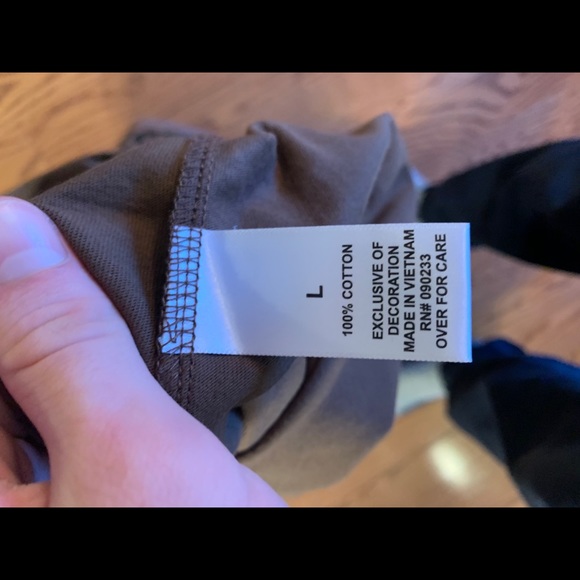 L
100% COTTON
EXCLUSIVE OF
DECORATION
MADE IN VIETNAM
RN# 090233
OVER FOR CARE